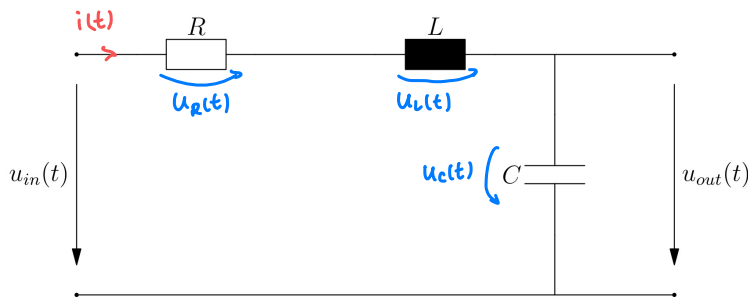 i(t)
R
L
u_R(t)
u_L(t)
u_in(t)
u_c(t)
C
u_out(t)